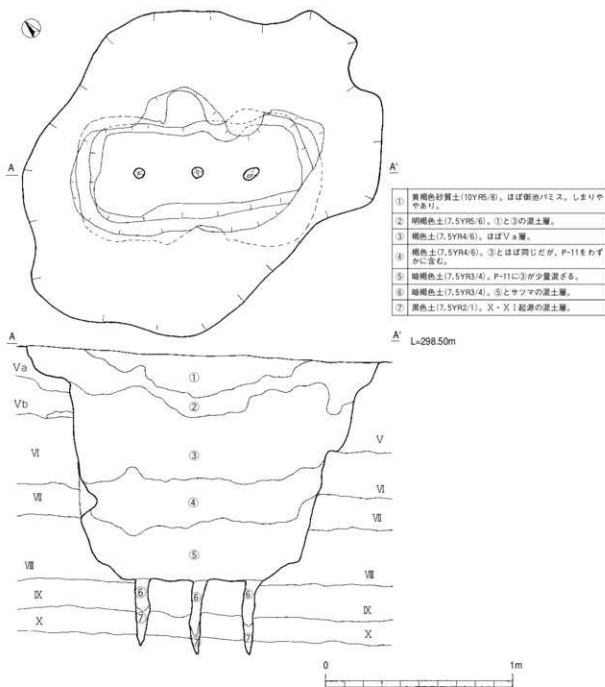 A
A'
① 黄褐色砂質土(10YR5/8)。ほぼ御池パミス。しまりや
やあり。
② 明褐色土(7.5YR5/6)。①と③の混土層。
③ 褐色土(7.5YR4/6)。ほぼⅤa層。
④ 褐色土(7.5YR4/6)。③とほぼ同じだが、P-11をわず
かに含む。
⑤ 暗褐色土(7.5YR3/4)。P-11に③が少量混ざる。
⑥ 暗褐色土(7.5YR3/4)。⑤とサツマの混土層。
⑦ 黒色土(7.5YR2/1)。Ⅹ・ⅩⅠ起源の混土層。
A
A'
L=298.50m
Ⅴa
①
Ⅴb
②
Ⅴ
Ⅵ
③
Ⅵ
Ⅶ
④
Ⅶ
⑤
Ⅷ
Ⅷ
⑥
⑥
⑥
Ⅸ
Ⅸ
⑦
⑦
⑦
Ⅹ
Ⅹ
0
1m